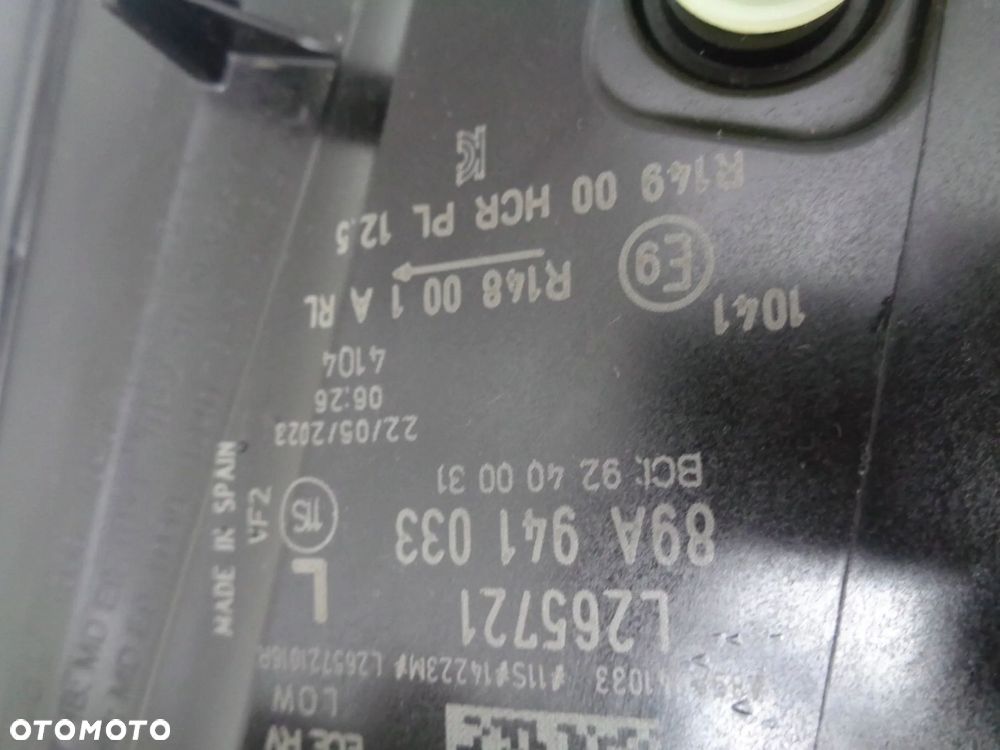 LOW
L265721
L
89A 941 033
11S
BCI: 92 40 00 31
VF2
MADE IN SPAIN
22/05/2023
06:26
4104
1041
E9
R148 00 1 A RL
R149 00 HCR PL 12.5
OTOMOTO